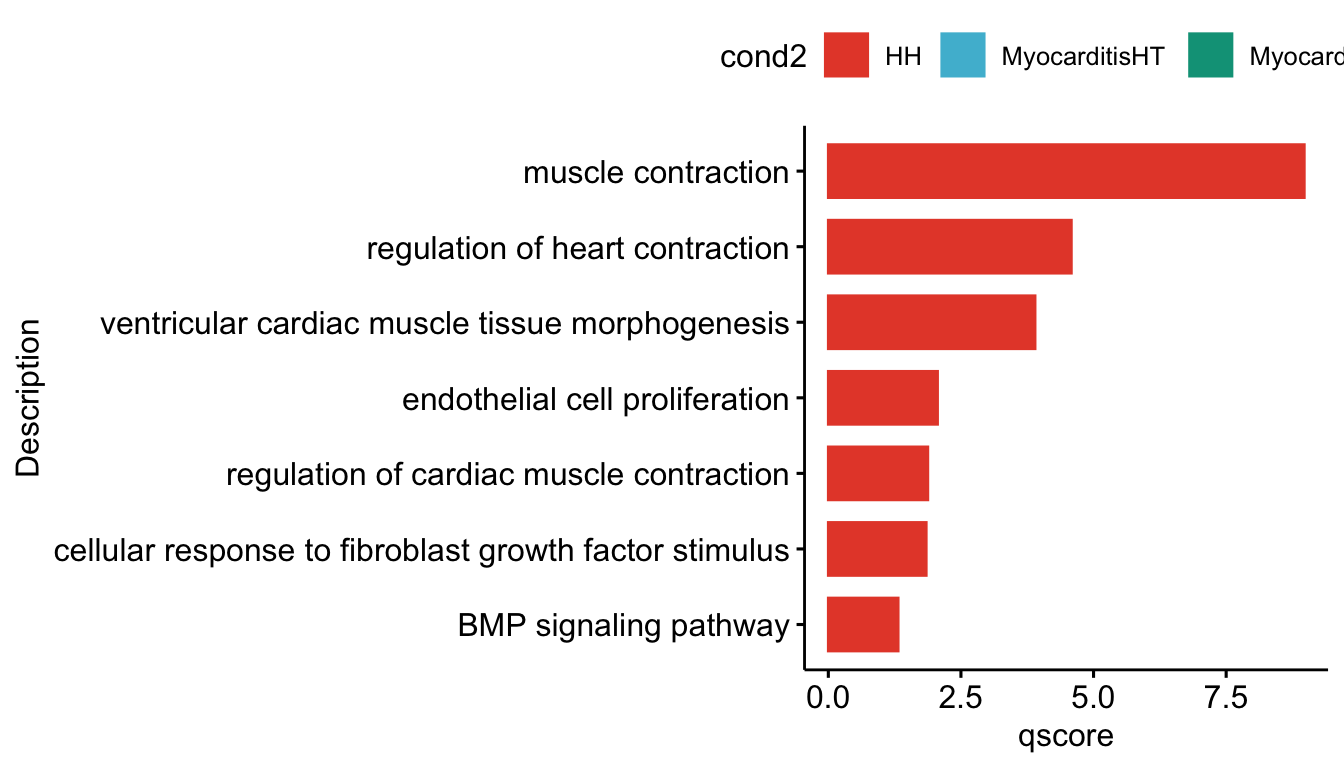 cond2 HH MyocarditisHT Myocard
muscle contraction
regulation of heart contraction
ventricular cardiac muscle tissue morphogenesis
endothelial cell proliferation
regulation of cardiac muscle contraction
cellular response to fibroblast growth factor stimulus
BMP signaling pathway
Description
0.0 2.5 5.0 7.5
qscore